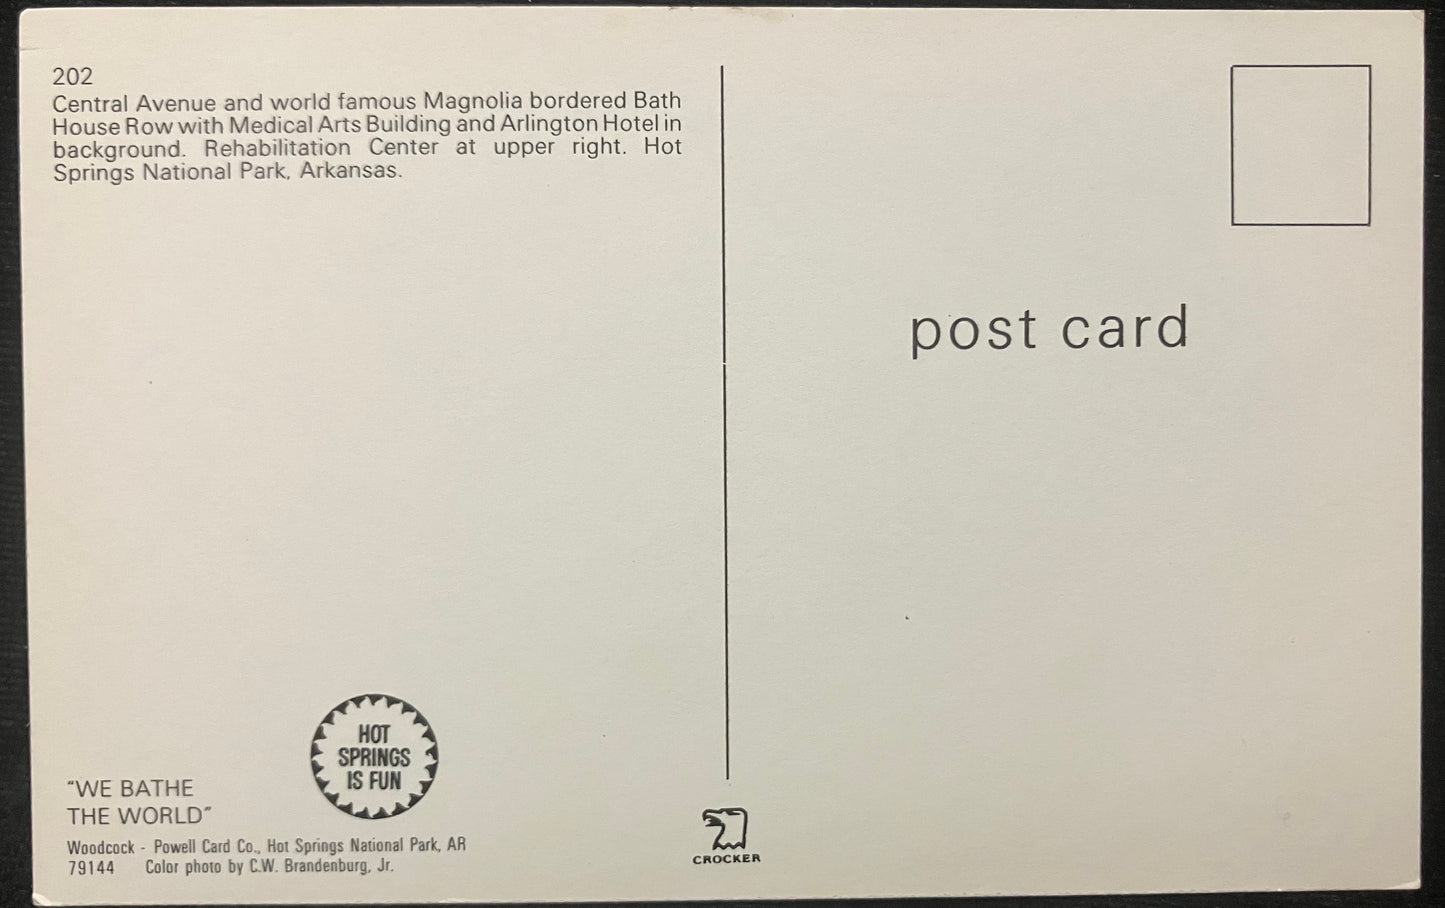 202
Central Avenue and world famous Magnolia bordered Bath
House Row with Medical Arts Building and Arlington Hotel in
background. Rehabilitation Center at upper right. Hot
Springs National Park, Arkansas.
post card
HOT
SPRINGS
IS FUN
"WE BATHE
THE WORLD"
Woodcock - Powell Card Co., Hot Springs National Park, AR
79144 Color photo by C.W. Brandenburg, Jr.
CROCKER